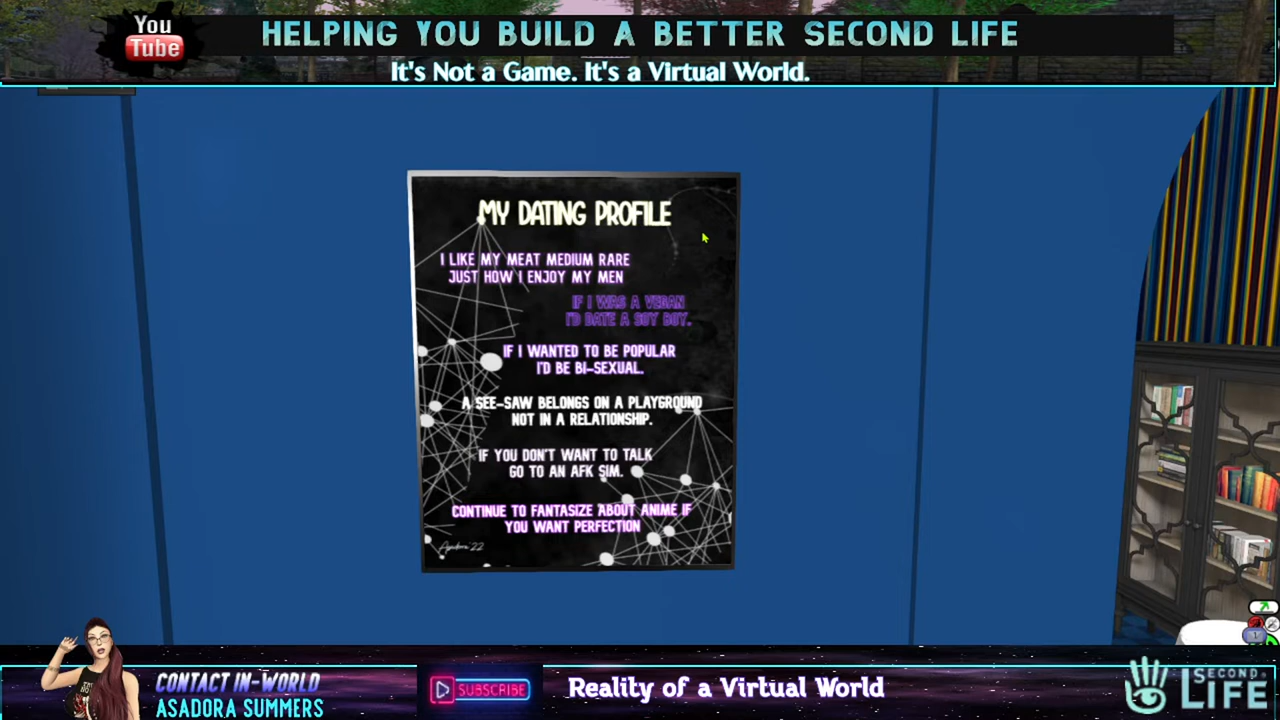 You
Tube
HELPING YOU BUILD A BETTER SECOND LIFE
It's Not a Game. It's a Virtual World.
MY DATING PROFILE
I LIKE MY MEAT MEDIUM RARE
JUST HOW I ENJOY MY MEN
IF I WAS A VEGAN
I'D DATE A SOY BOY.
IF I WANTED TO BE POPULAR
I'D BE BI-SEXUAL.
A SEE-SAW BELONGS ON A PLAYGROUND
NOT IN A RELATIONSHIP.
IF YOU DON'T WANT TO TALK
GO TO AN AFK SIM.
CONTINUE TO FANTASIZE ABOUT ANIME IF
YOU WANT PERFECTION
CONTACT IN-WORLD
ASADORA SUMMERS
SUBSCRIBE
Reality of a Virtual World
SECOND
LIFE